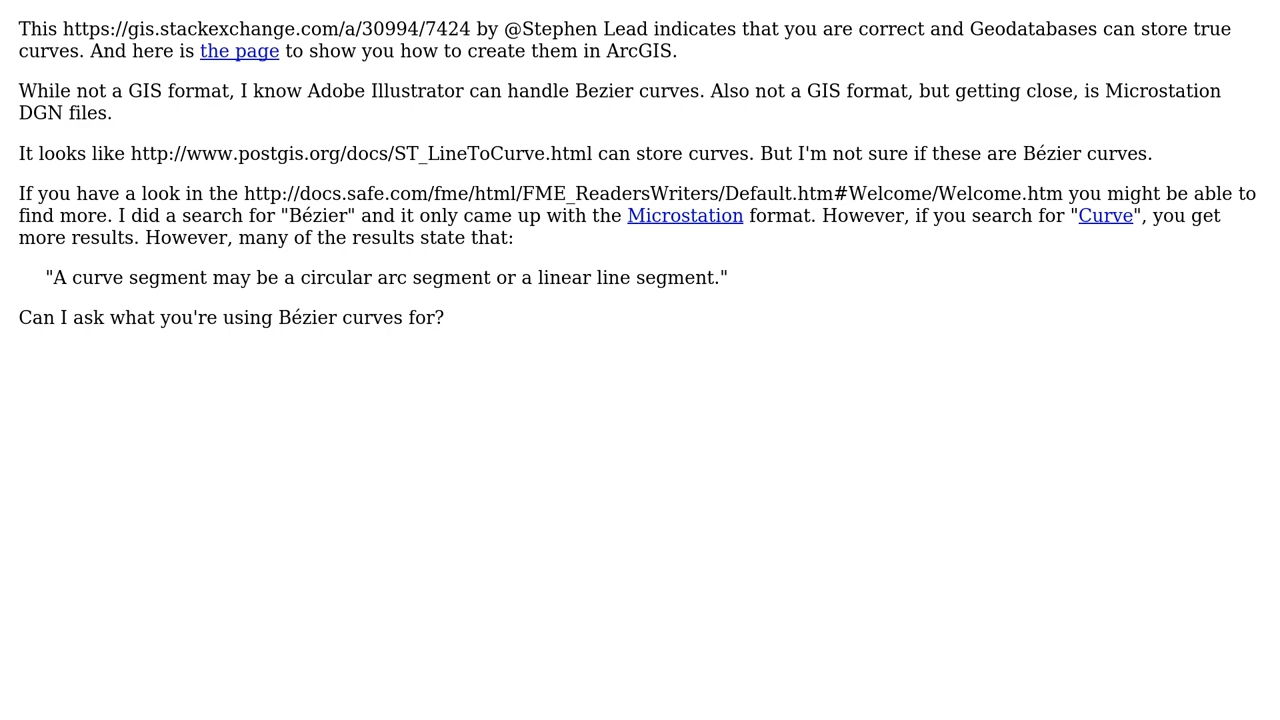 This https://gis.stackexchange.com/a/30994/7424 by @Stephen Lead indicates that you are correct and Geodatabases can store true
curves. And here is the page to show you how to create them in ArcGIS.
While not a GIS format, I know Adobe Illustrator can handle Bezier curves. Also not a GIS format, but getting close, is Microstation
DGN files.
It looks like http://www.postgis.org/docs/ST_LineToCurve.html can store curves. But I'm not sure if these are Bézier curves.
If you have a look in the http://docs.safe.com/fme/html/FME_ReadersWriters/Default.htm#Welcome/Welcome.htm you might be able to
find more. I did a search for "Bézier" and it only came up with the Microstation format. However, if you search for "Curve", you get
more results. However, many of the results state that:
"A curve segment may be a circular arc segment or a linear line segment."
Can I ask what you're using Bézier curves for?